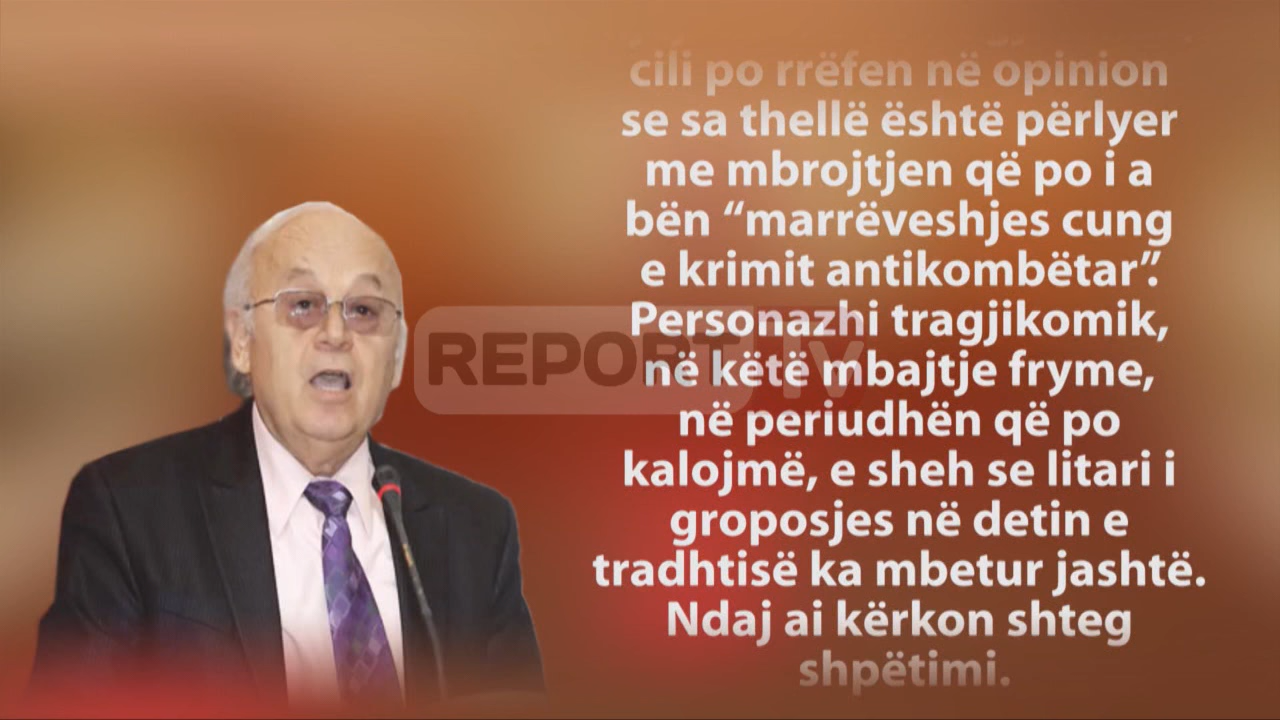 cili po rrëfen në opinion
se sa thellë është përlyer
me mbrojtjen që po i a
bën “marrëveshjes cung
e krimit antikombëtar”.
Personazhi tragjikomik,
në këtë mbajtje fryme,
në periudhën që po
kalojmë, e sheh se litari i
groposjes në detin e
tradhtisë ka mbetur jashtë.
Ndaj ai kërkon shteg
shpëtimi.
REPORT Tv